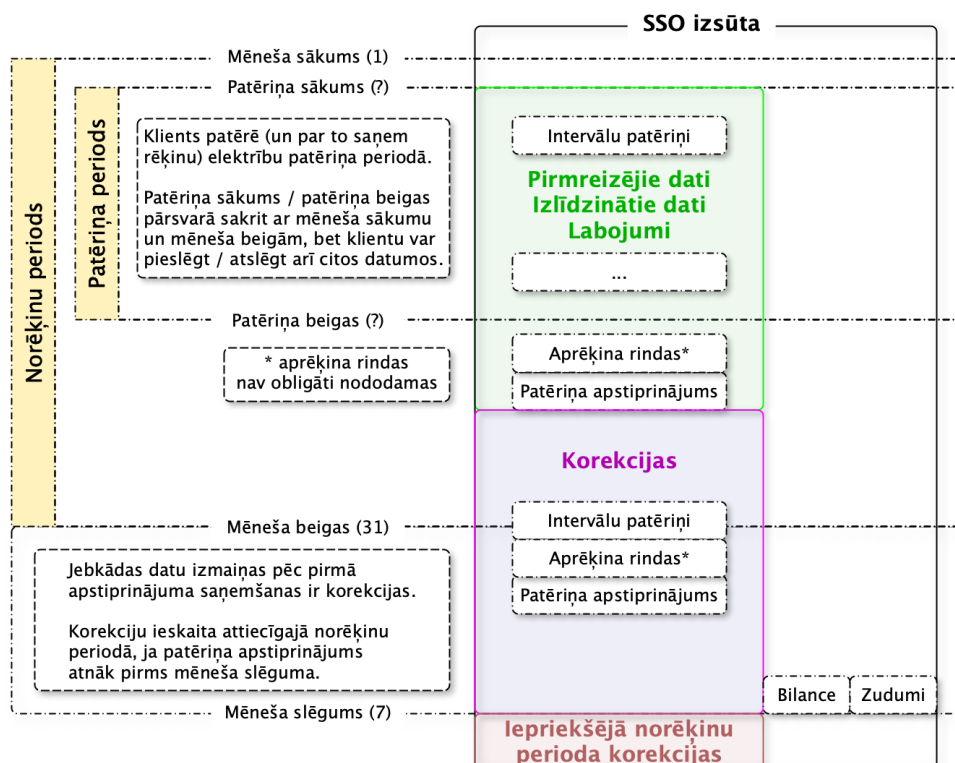 SSO izsūta
Mēneša sākums (1)
Patēriņa sākums (?)
Norēķinu periods
Patēriņa periods
Klients patērē (un par to saņem
rēķinu) elektrību patēriņa periodā.
Patēriņa sākums / patēriņa beigas
pārsvarā sakrit ar mēneša sākumu
un mēneša beigām, bet klientu var
pieslēgt / atslēgt arī citos datumos.
Intervālu patēriņi
Pirmreizējie dati
Izlīdzinātie dati
Labojumi
...
Patēriņa beigas (?)
* aprēķina rindas
nav obligāti nododamas
Aprēķina rindas*
Patēriņa apstiprinājums
Korekcijas
Mēneša beigas (31)
Intervālu patēriņi
Aprēķina rindas*
Patēriņa apstiprinājums
Jebkādas datu izmaiņas pēc pirmā
apstiprinājuma saņemšanas ir korekcijas.
Korekciju ieskaita attiecīgajā norēķinu
periodā, ja patēriņa apstiprinājums
atnāk pirms mēneša slēguma.
Bilance
Zudumi
Mēneša slēgums (7)
Iepriekšējā norēķinu
perioda korekcijas